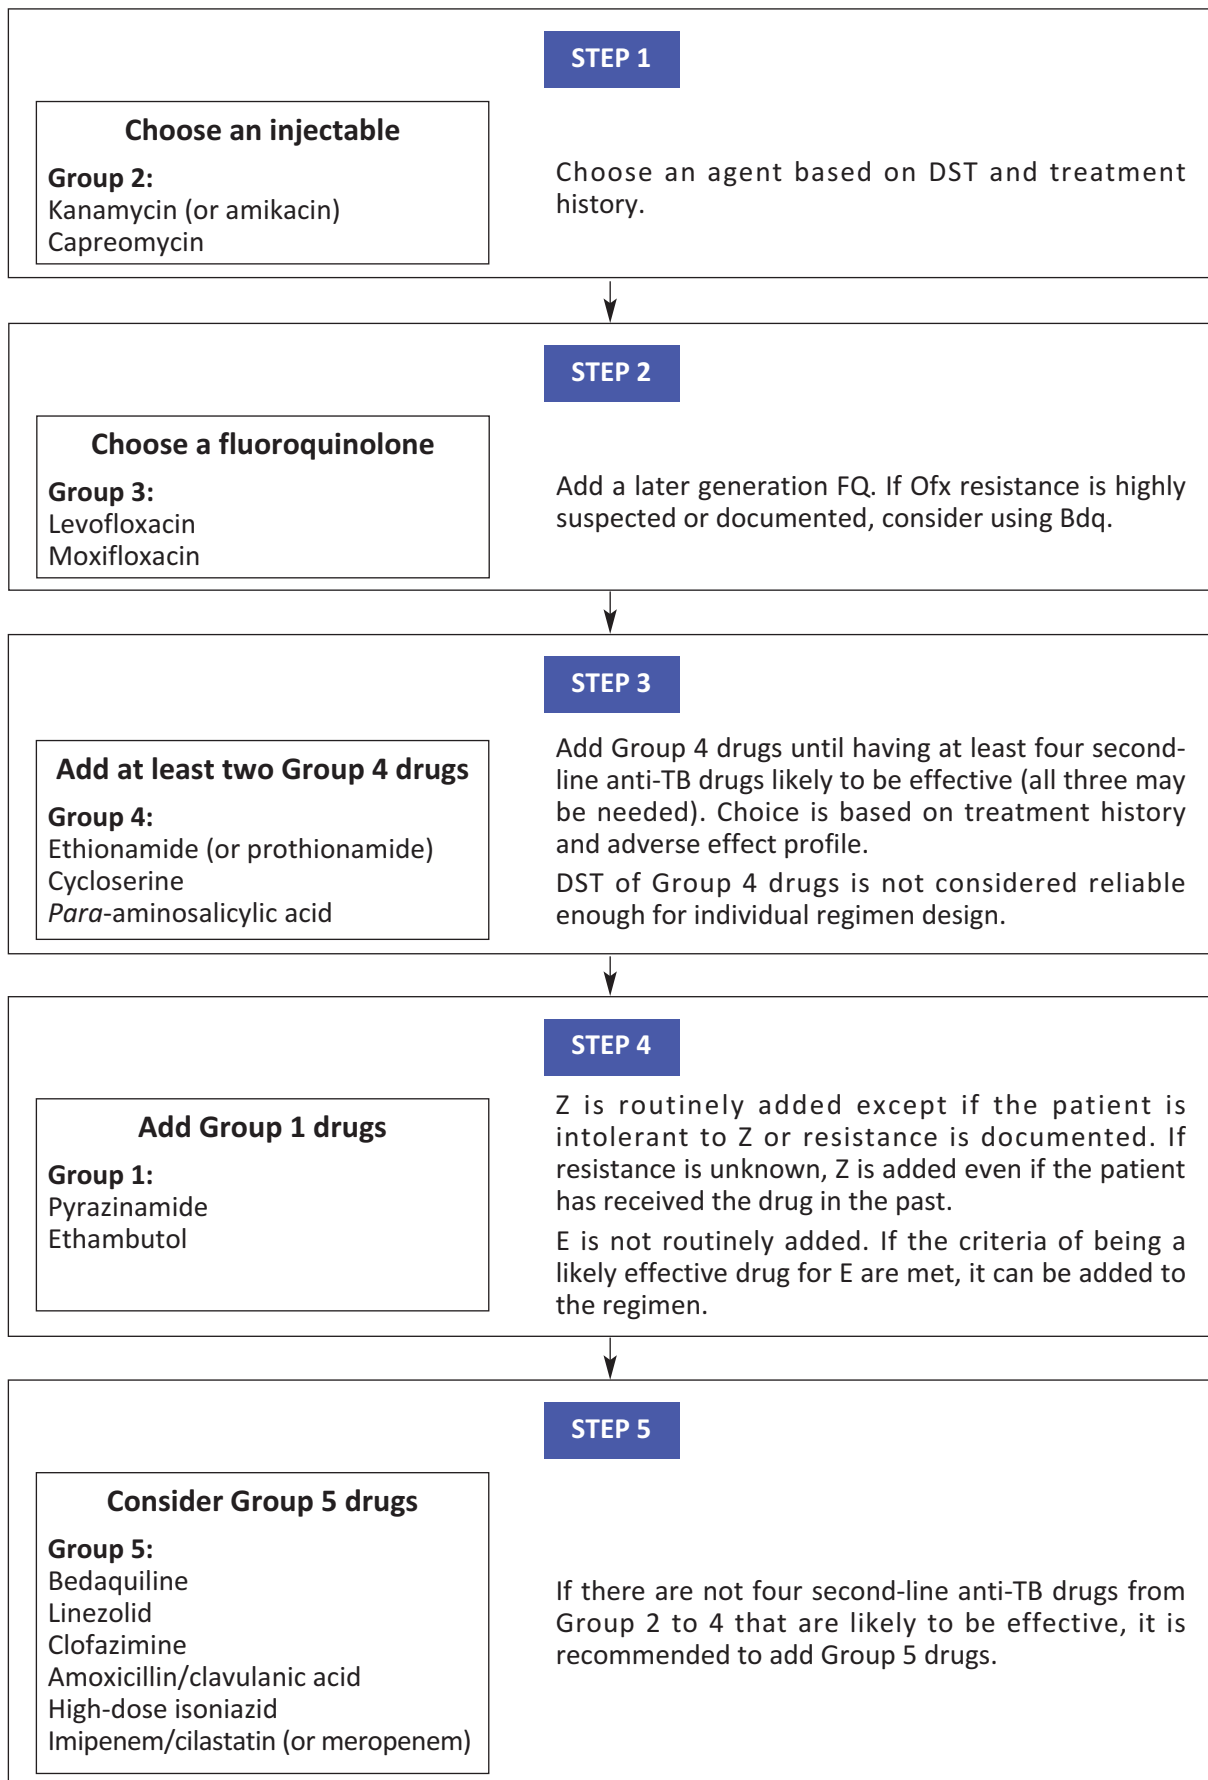 STEP 1
Choose an injectable
Group 2:
Kanamycin (or amikacin)
Capreomycin
Choose an agent based on DST and treatment
history.
STEP 2
Choose a fluoroquinolone
Group 3:
Levofloxacin
Moxifloxacin
Add a later generation FQ. If Ofx resistance is highly
suspected or documented, consider using Bdq.
STEP 3
Add at least two Group 4 drugs
Group 4:
Ethionamide (or prothionamide)
Cycloserine
Para-aminosalicylic acid
Add Group 4 drugs until having at least four second-
line anti-TB drugs likely to be effective (all three may
be needed). Choice is based on treatment history
and adverse effect profile.
DST of Group 4 drugs is not considered reliable
enough for individual regimen design.
STEP 4
Add Group 1 drugs
Group 1:
Pyrazinamide
Ethambutol
Z is routinely added except if the patient is
intolerant to Z or resistance is documented. If
resistance is unknown, Z is added even if the patient
has received the drug in the past.
E is not routinely added. If the criteria of being a
likely effective drug for E are met, it can be added to
the regimen.
STEP 5
Consider Group 5 drugs
Group 5:
Bedaquiline
Linezolid
Clofazimine
Amoxicillin/clavulanic acid
High-dose isoniazid
Imipenem/cilastatin (or meropenem)
If there are not four second-line anti-TB drugs from
Group 2 to 4 that are likely to be effective, it is
recommended to add Group 5 drugs.